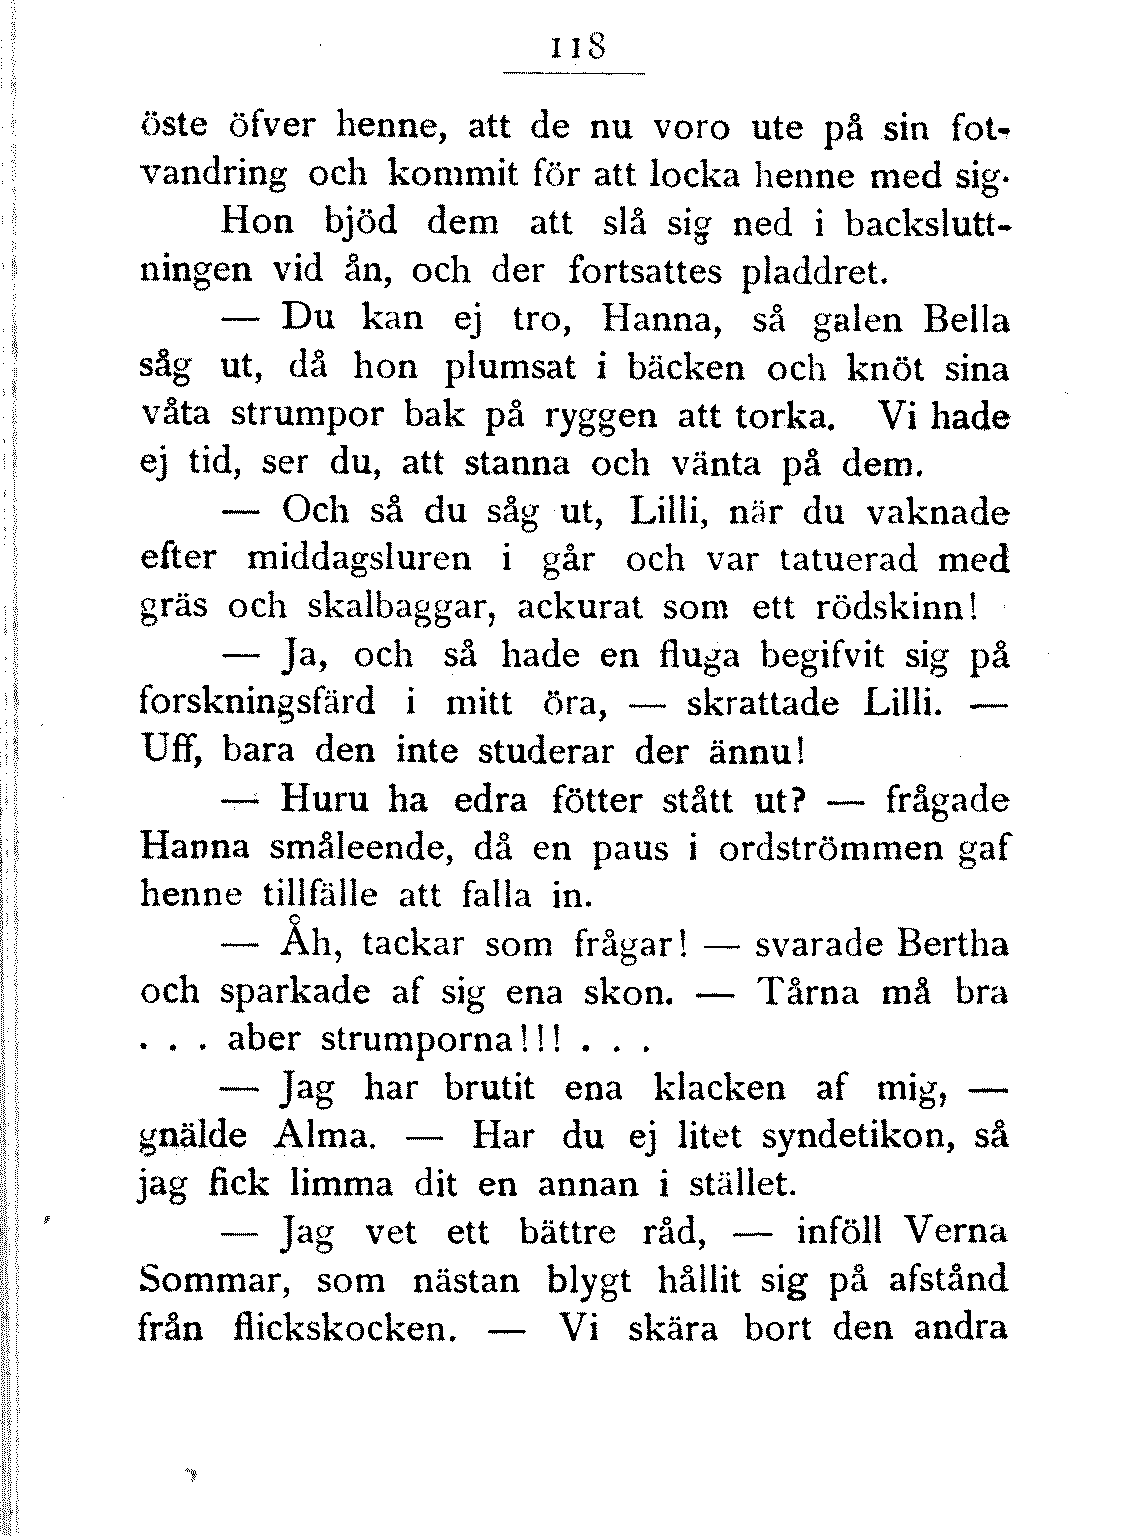 118
öste öfver henne, att de nu voro ute på sin fot-
vandring och kommit för att locka henne med sig.
Hon bjöd dem att slå sig ned i backslutt-
ningen vid ån, och der fortsattes pladdret.
— Du kan ej tro, Hanna, så galen Bella
såg ut, då hon plumsat i bäcken och knöt sina
våta strumpor bak på ryggen att torka. Vi hade
ej tid, ser du, att stanna och vänta på dem.
— Och så du såg ut, Lilli, när du vaknade
efter middagsluren i går och var tatuerad med
gräs och skalbaggar, ackurat som ett rödskinn!
— Ja, och så hade en fluga begifvit sig på
forskningsfärd i mitt öra, — skrattade Lilli. —
Uff, bara den inte studerar der ännu!
— Huru ha edra fötter stått ut? — frågade
Hanna småleende, då en paus i ordströmmen gaf
henne tillfälle att falla in.
— Åh, tackar som frågar! — svarade Bertha
och sparkade af sig ena skon. — Tårna må bra
. . . aber strumporna!!! . . .
— Jag har brutit ena klacken af mig, —
gnälde Alma. — Har du ej litet syndetikon, så
jag fick limma dit en annan i stället.
— Jag vet ett bättre råd, — inföll Verna
Sommar, som nästan blygt hållit sig på afstånd
från flickskocken. — Vi skära bort den andra